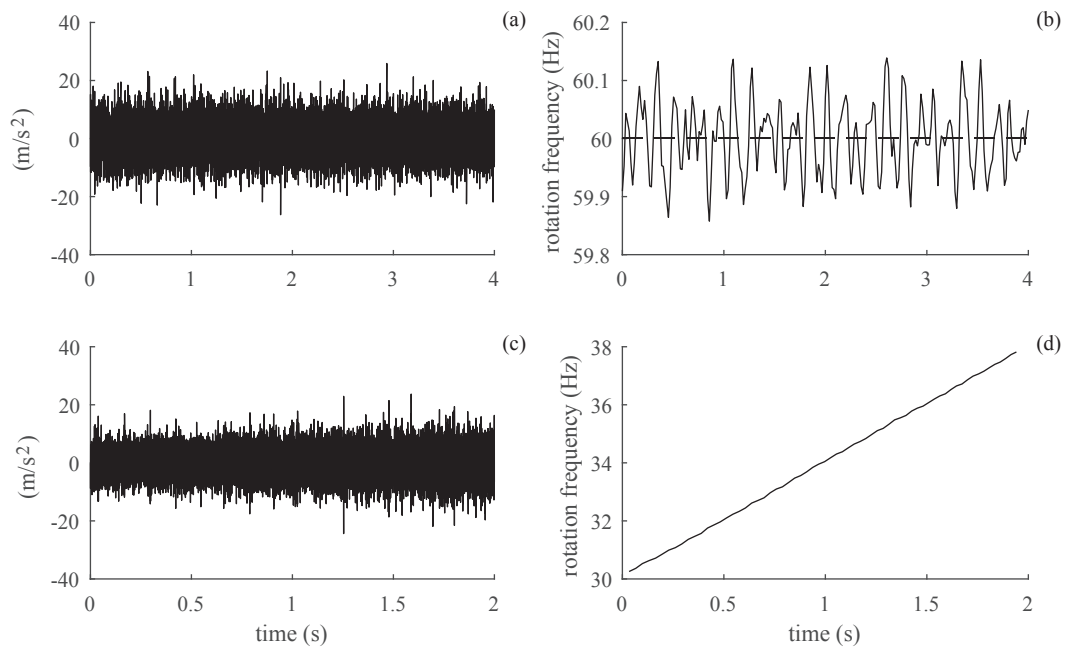 (a)
40
20
0
-20
-40
(m/s²)
0 1 2 3 4
(b)
60.2
60.1
60
59.9
59.8
rotation frequency (Hz)
0 1 2 3 4
(c)
40
20
0
-20
-40
(m/s²)
0 0.5 1 1.5 2
time (s)
(d)
38
36
34
32
30
rotation frequency (Hz)
0 0.5 1 1.5 2
time (s)